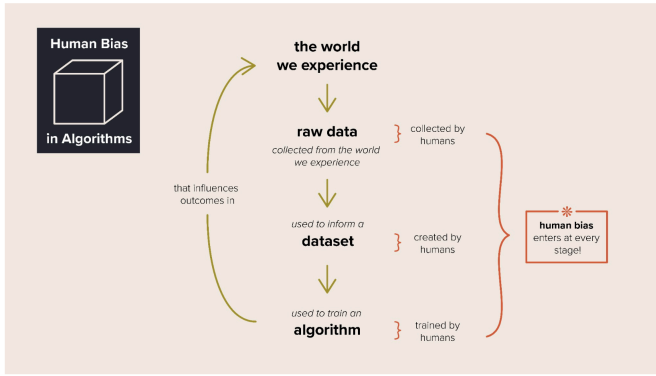 Human Bias
in Algorithms
the world
we experience
raw data
collected from the world
we experience
collected by
humans
that influences
outcomes in
used to inform a
dataset
created by
humans
human bias
enters at every
stage!
used to train an
algorithm
trained by
humans